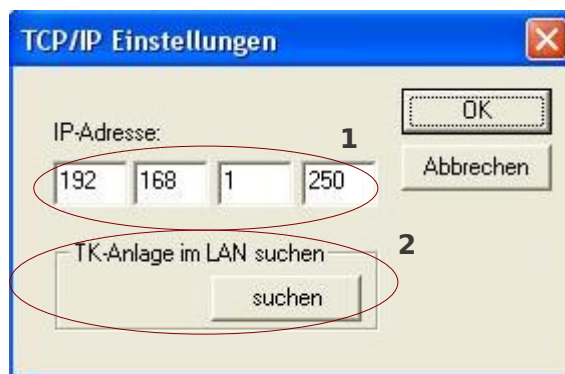 TCP/IP Einstellungen
OK
IP-Adresse:
1
192 168 1 250
Abbrechen
TK-Anlage im LAN suchen
2
suchen